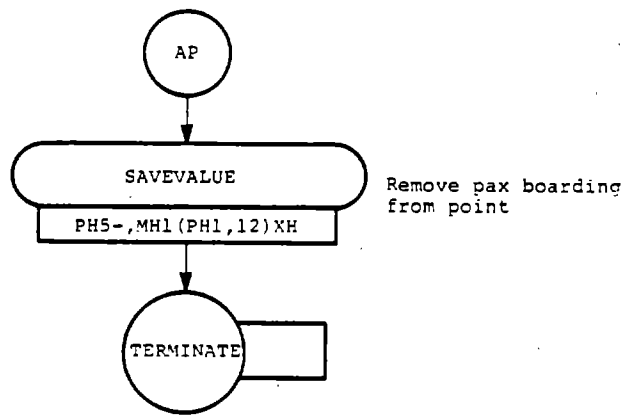 AP
SAVEVALUE
PH5-,MH1(PH1,12)XH
Remove pax boarding
from point
TERMINATE